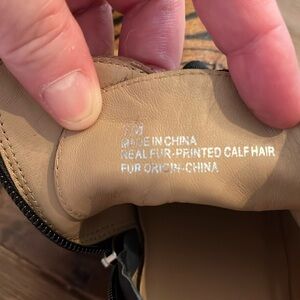 MADE IN CHINA
REAL FUR-PRINTED CALF HAIR
FUR ORIGIN-CHINA